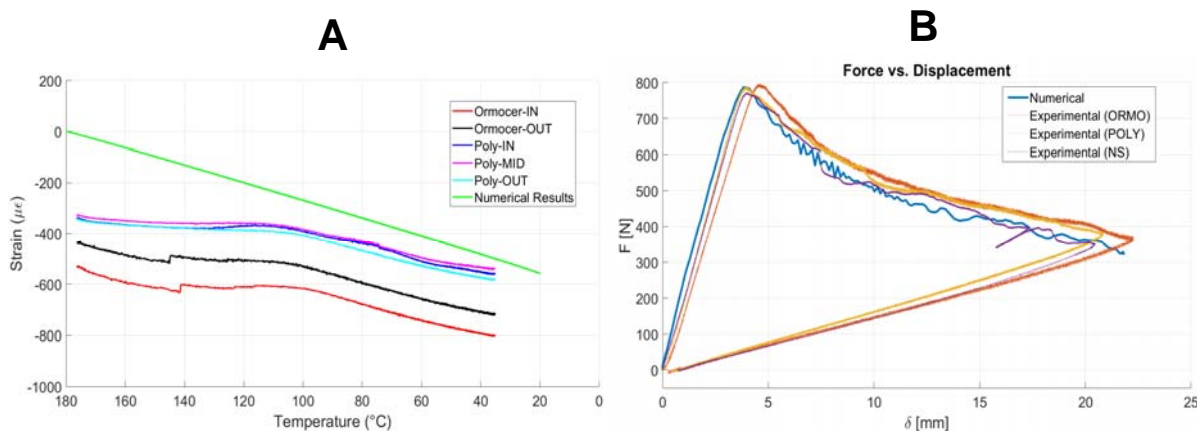 A
200
0
-200
-400
-600
-800
-1000
Strain (με)
180
160
140
120
100
80
60
40
20
0
Temperature (°C)
Ormocer-IN
Ormocer-OUT
Poly-IN
Poly-MID
Poly-OUT
Numerical Results
B
Force vs. Displacement
800
700
600
500
400
300
200
100
0
F [N]
0
5
10
15
20
25
δ [mm]
Numerical
Experimental (ORMO)
Experimental (POLY)
Experimental (NS)